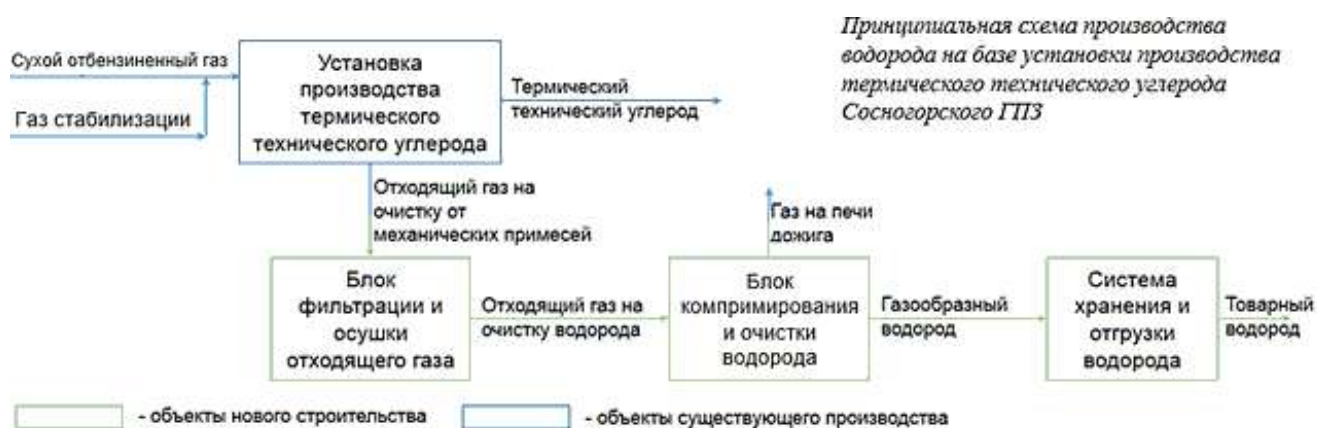 Принципиальная схема производства
водорода на базе установки производства
термического технического углерода
Сосногорского ГПЗ
Сухой отбензиненный газ
Газ стабилизации
Установка
производства
термического
технического углерода
Термический
технический углерод
Отходящий газ на
очистку от
механических примесей
Газ на печи
дожига
Блок
фильтрации и
осушки
отходящего газа
Отходящий газ на
очистку водорода
Блок
компримирования
и очистки
водорода
Газообразный
водород
Система
хранения и
отгрузки
водорода
Товарный
водород
- объекты нового строительства
- объекты существующего производства